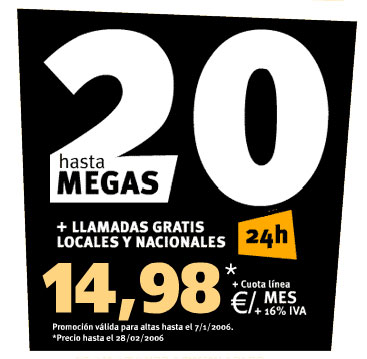 20
hasta
MEGAS
+ LLAMADAS GRATIS
LOCALES Y NACIONALES
24h
14,98*
+ Cuota línea
€/MES
+ 16% IVA
Promoción válida para altas hasta el 7/1/2006.
*Precio hasta el 28/02/2006